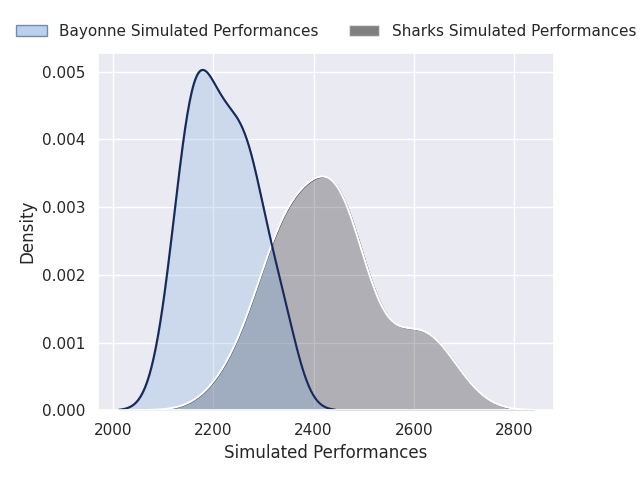 Bayonne Simulated Performances
Sharks Simulated Performances
Density
0.005
0.004
0.003
0.002
0.001
0.000
2000
2200
2400
2600
2800
Simulated Performances